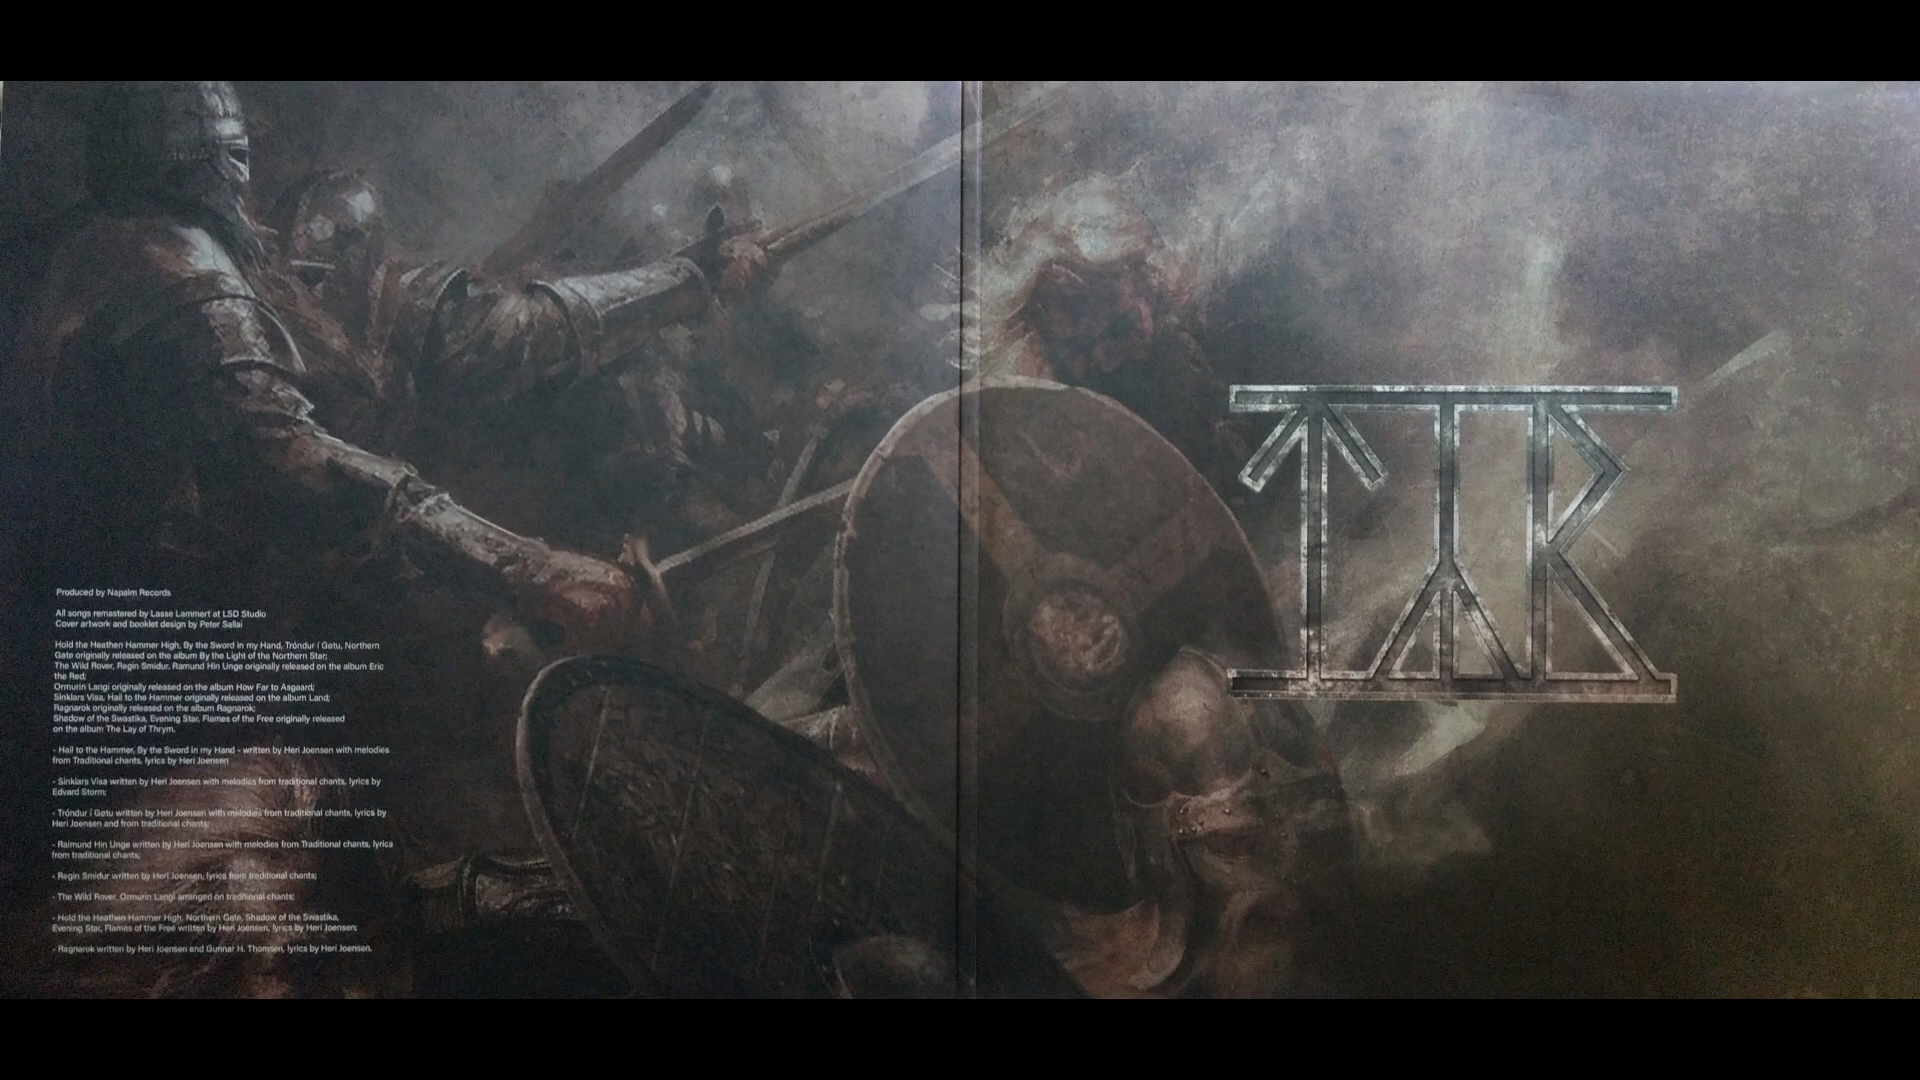 Produced by Napalm Records
All songs remastered by Lasse Lammert at LSD Studio
Cover artwork and booklet design by Peter Sallai
Hold the Heathen Hammer High, By the Sword in my Hand, Tróndur í Gøtu, Northern
Gate originally released on the album By the Light of the Northern Star;
The Wild Rover, Regin Smidur, Ramund Hin Unge originally released on the album Eric
the Red;
Ormurin Langi originally released on the album How Far to Asgaard;
Sinklars Visa, Hail to the Hammer originally released on the album Land;
Ragnarok originally released on the album Ragnarok;
Shadow of the Swastika, Evening Star, Flames of the Free originally released
on the album The Lay of Thrym.
- Hail to the Hammer, By the Sword in my Hand - written by Heri Joensen with melodies
from Traditional chants, lyrics by Heri Joensen
- Sinklars Visa written by Heri Joensen with melodies from traditional chants, lyrics by
Edvard Storm;
- Tróndur í Gøtu written by Heri Joensen with melodies from traditional chants, lyrics by
Heri Joensen and from traditional chants;
- Raimund Hin Unge written by Heri Joensen with melodies from Traditional chants, lyrics
from traditional chants;
- Regin Smidur written by Heri Joensen, lyrics from traditional chants;
- The Wild Rover, Ormurin Langi arranged on traditional chants;
- Hold the Heathen Hammer High, Northern Gate, Shadow of the Swastika,
Evening Star, Flames of the Free written by Heri Joensen, lyrics by Heri Joensen;
- Ragnarok written by Heri Joensen and Gunnar H. Thomsen, lyrics by Heri Joensen.
TÝR